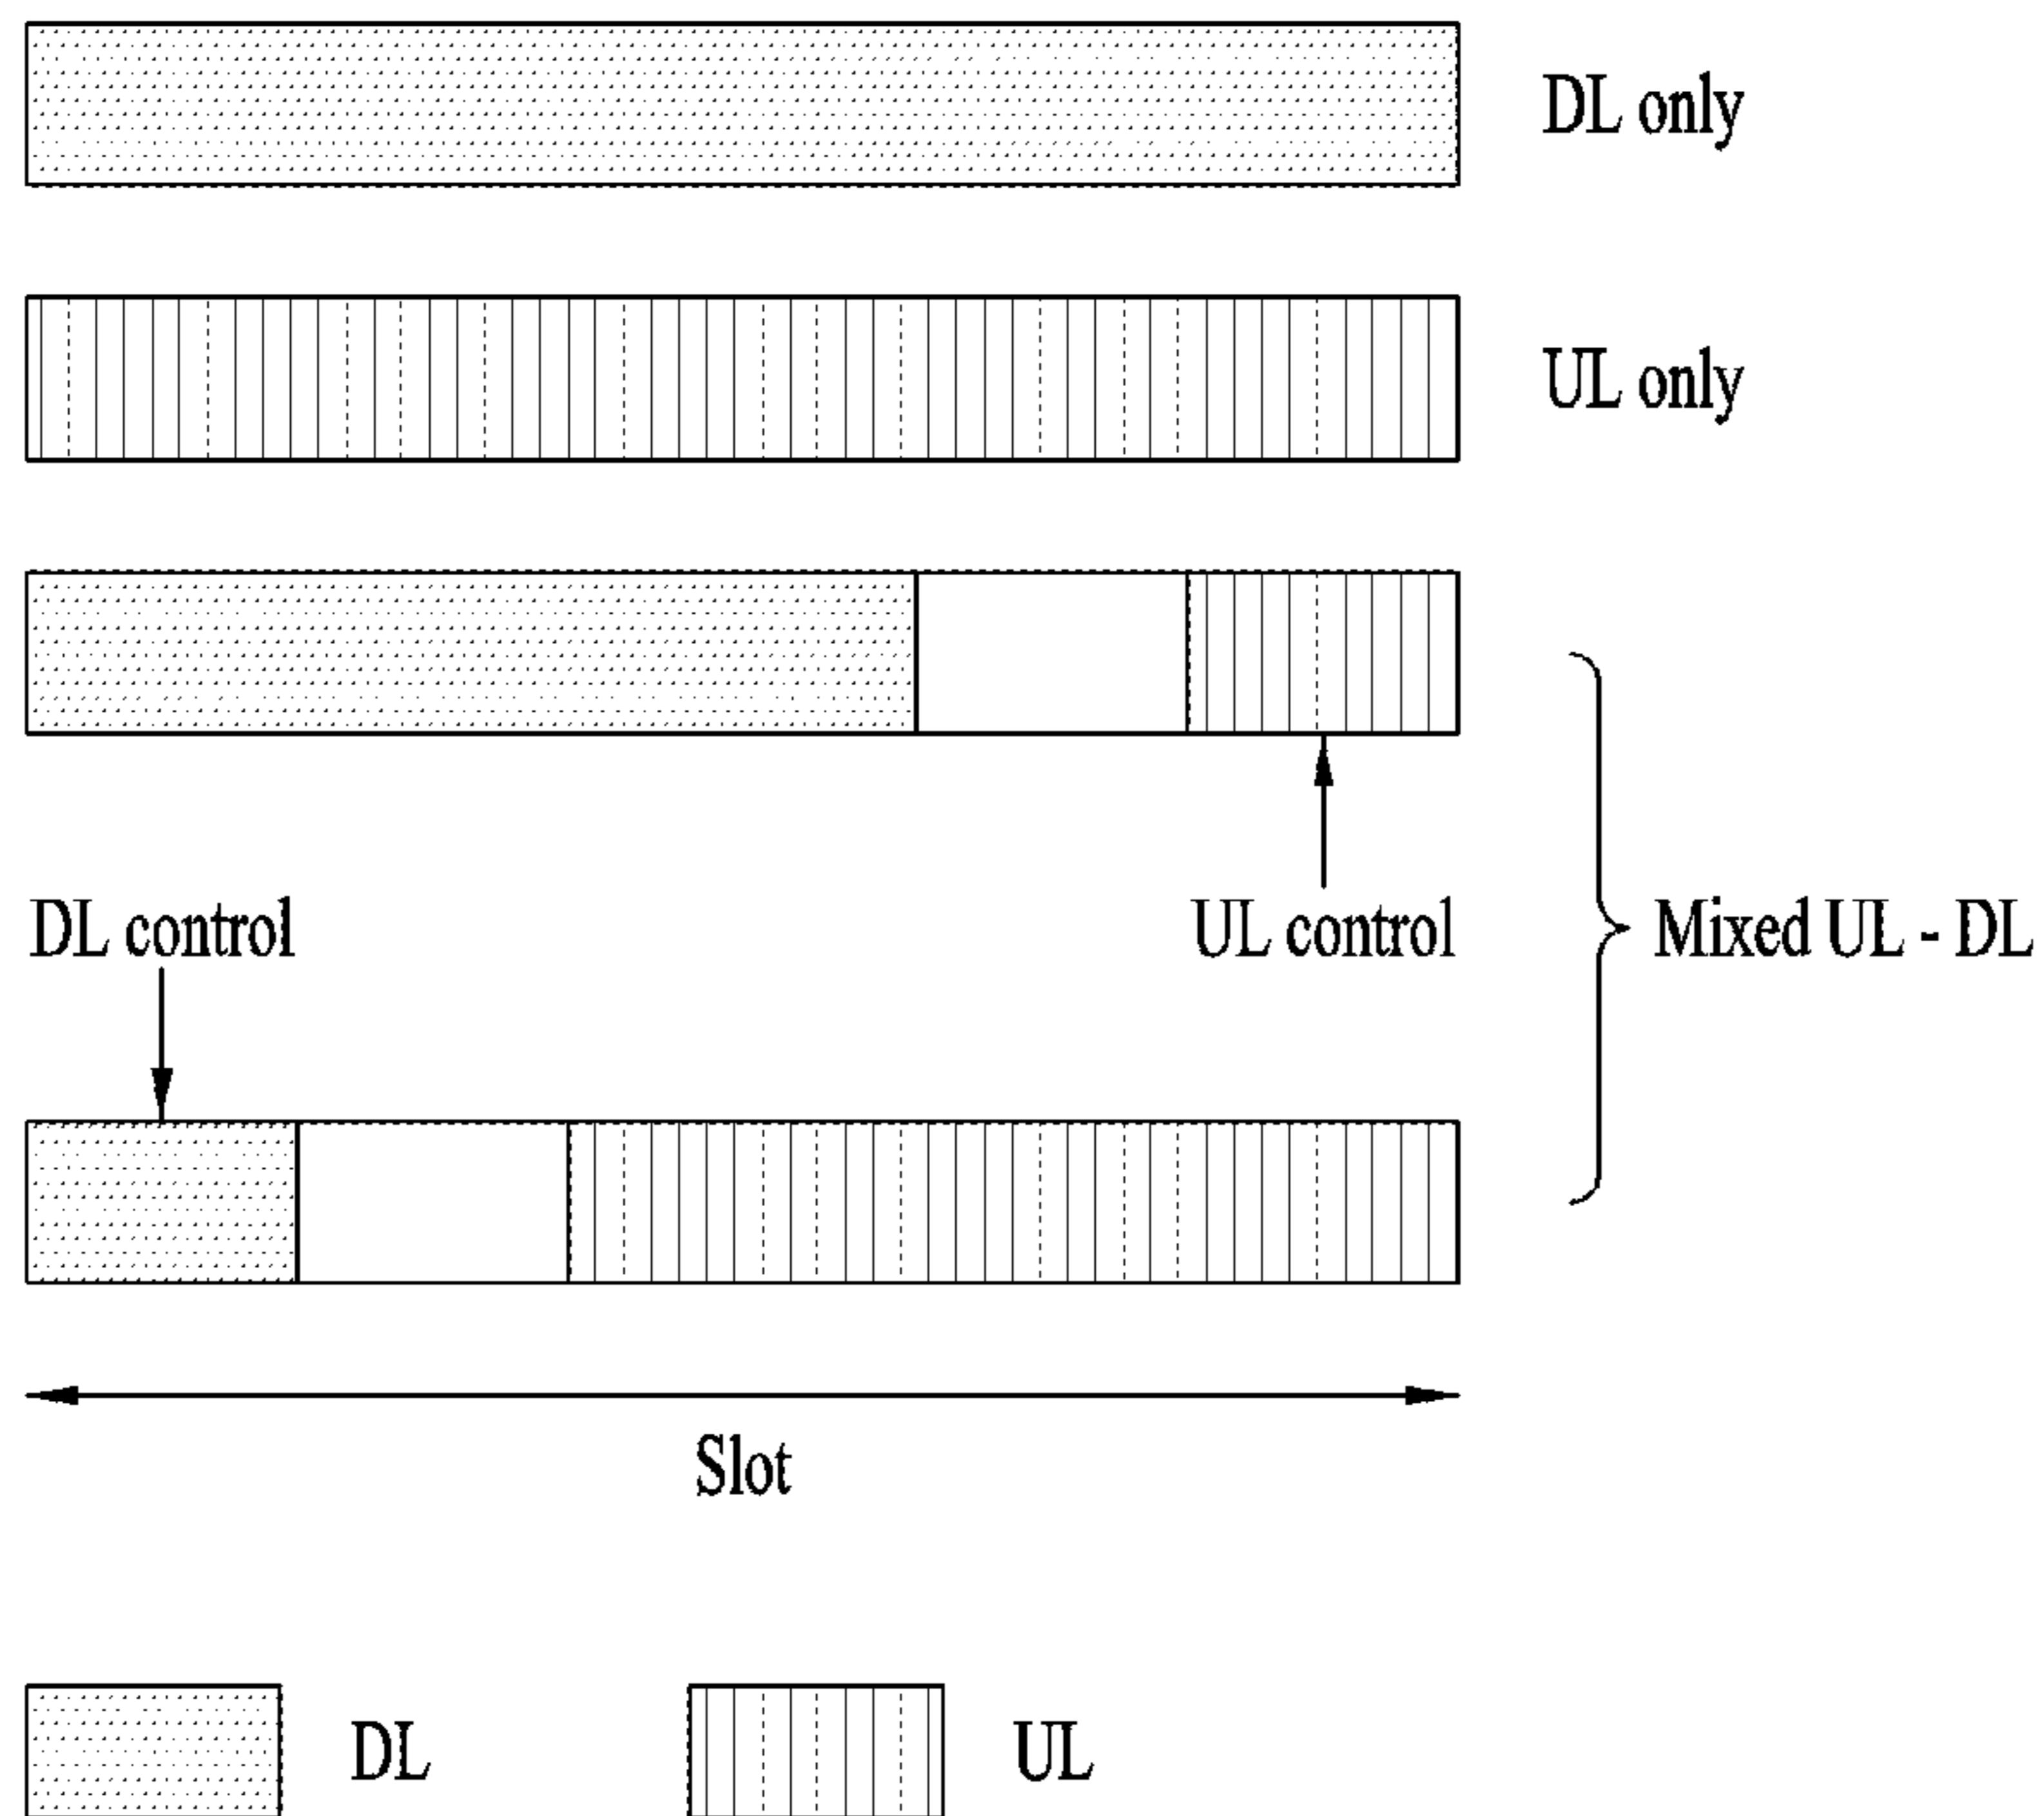 DL only
UL only
DL control
UL control
Mixed UL - DL
Slot
DL
UL